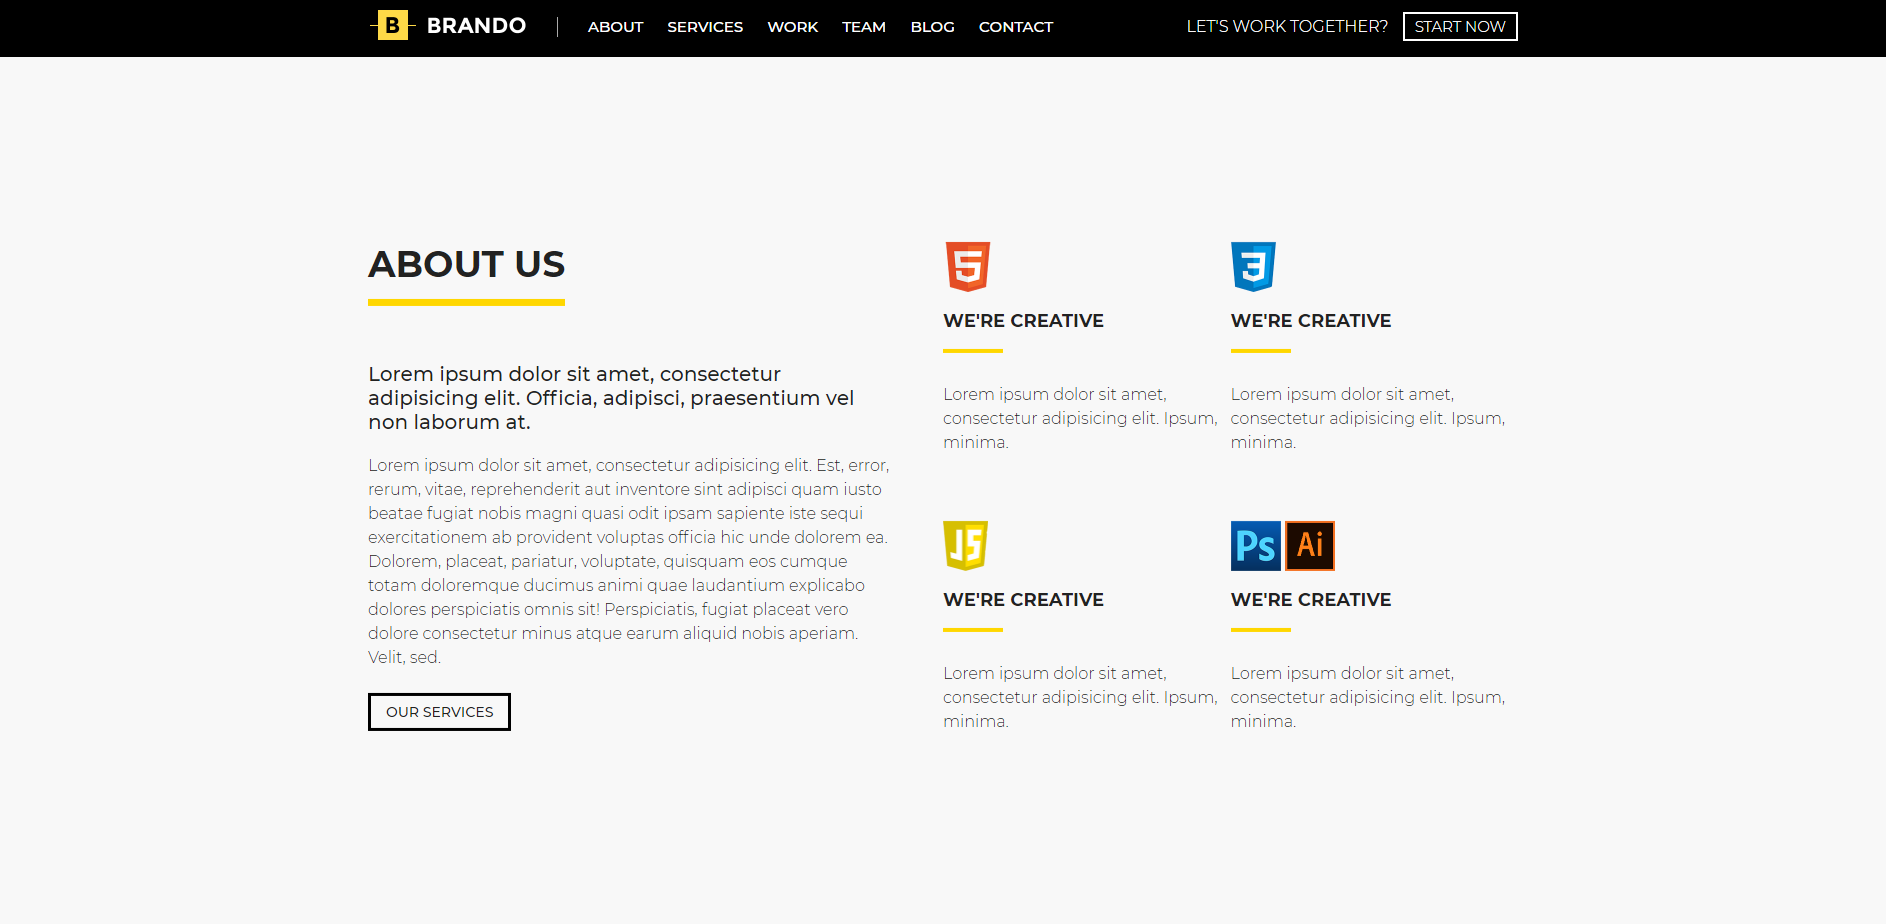 B BRANDO ABOUT SERVICES WORK TEAM BLOG CONTACT LET'S WORK TOGETHER? START NOW
ABOUT US
Lorem ipsum dolor sit amet, consectetur
adipisicing elit. Officia, adipisci, praesentium vel
non laborum at.
Lorem ipsum dolor sit amet, consectetur adipisicing elit. Est, error,
rerum, vitae, reprehenderit aut inventore sint adipisci quam iusto
beatae fugiat nobis magni quasi odit ipsam sapiente iste sequi
exercitationem ab provident voluptas officia hic unde dolorem ea.
Dolorem, placeat, pariatur, voluptate, quisquam eos cumque
totam doloremque ducimus animi quae laudantium explicabo
dolores perspiciatis omnis sit! Perspiciatis, fugiat placeat vero
dolore consectetur minus atque earum aliquid nobis aperiam.
Velit, sed.
OUR SERVICES
5
WE'RE CREATIVE
Lorem ipsum dolor sit amet,
consectetur adipisicing elit. Ipsum,
minima.
3
WE'RE CREATIVE
Lorem ipsum dolor sit amet,
consectetur adipisicing elit. Ipsum,
minima.
JS
WE'RE CREATIVE
Lorem ipsum dolor sit amet,
consectetur adipisicing elit. Ipsum,
minima.
Ps Ai
WE'RE CREATIVE
Lorem ipsum dolor sit amet,
consectetur adipisicing elit. Ipsum,
minima.